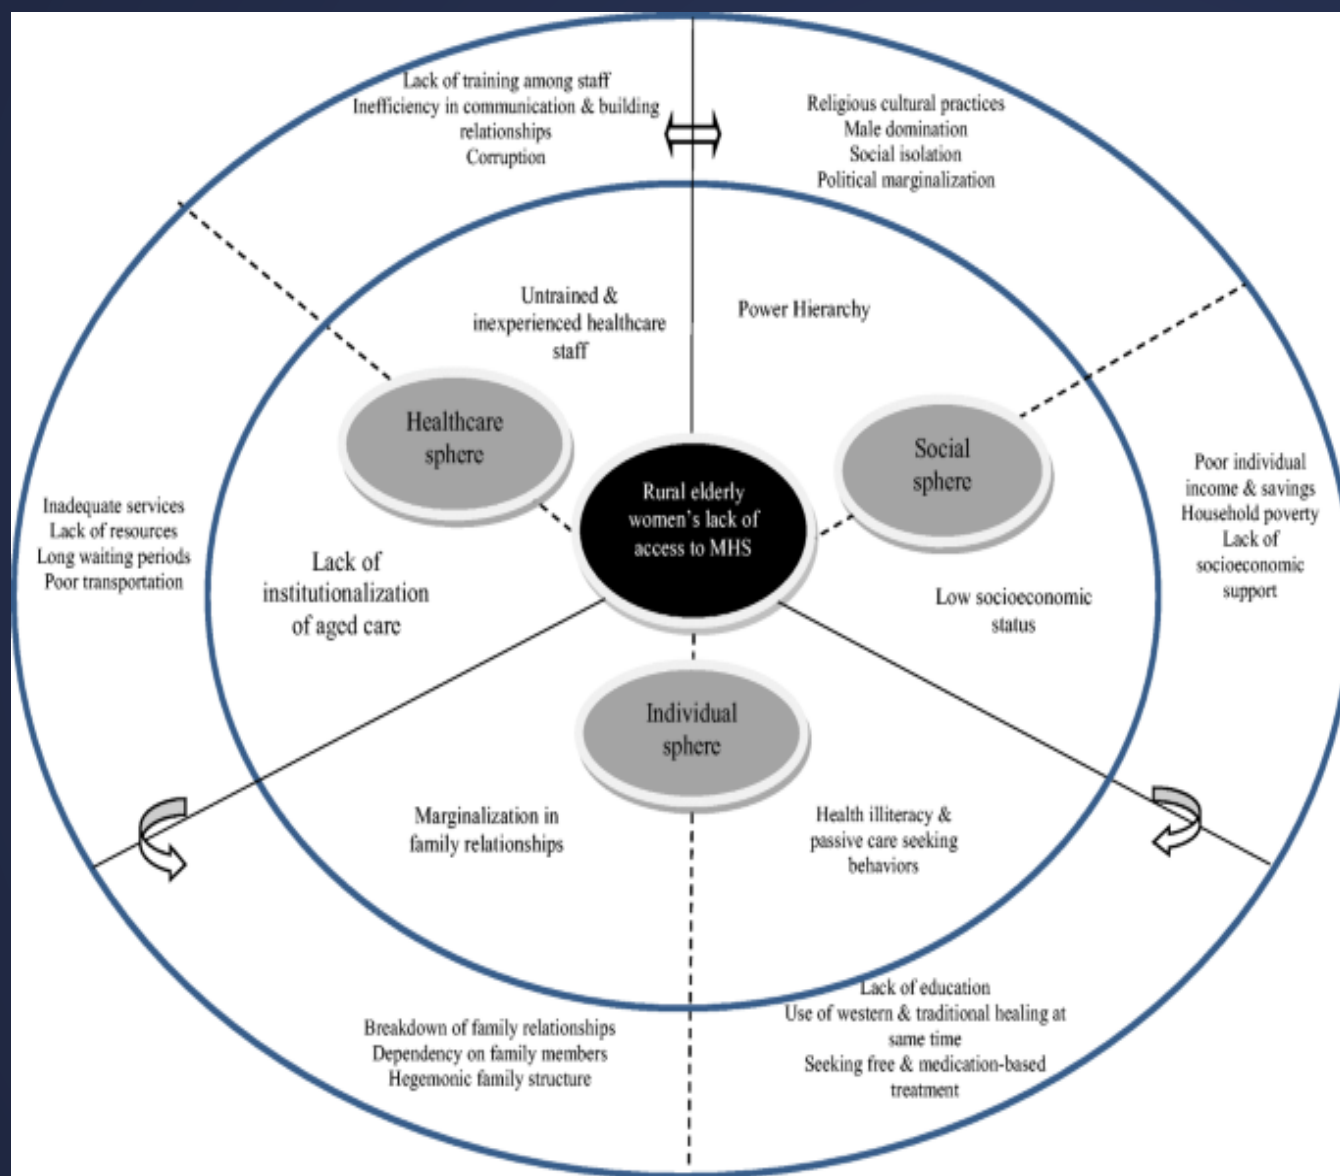 Lack of training among staff
Inefficiency in communication & building
relationships
Corruption
Religious cultural practices
Male domination
Social isolation
Political marginalization
Untrained &
inexperienced healthcare
staff
Power Hierarchy
Healthcare
sphere
Social
sphere
Rural elderly
women's lack of
access to MHS
Inadequate services
Lack of resources
Long waiting periods
Poor transportation
Lack of
institutionalization
of aged care
Poor individual
income & savings
Household poverty
Lack of
socioeconomic
support
Low socioeconomic
status
Individual
sphere
Marginalization in
family relationships
Health illiteracy &
passive care seeking
behaviors
Breakdown of family relationships
Dependency on family members
Hegemonic family structure
Lack of education
Use of western & traditional healing at
same time
Seeking free & medication-based
treatment